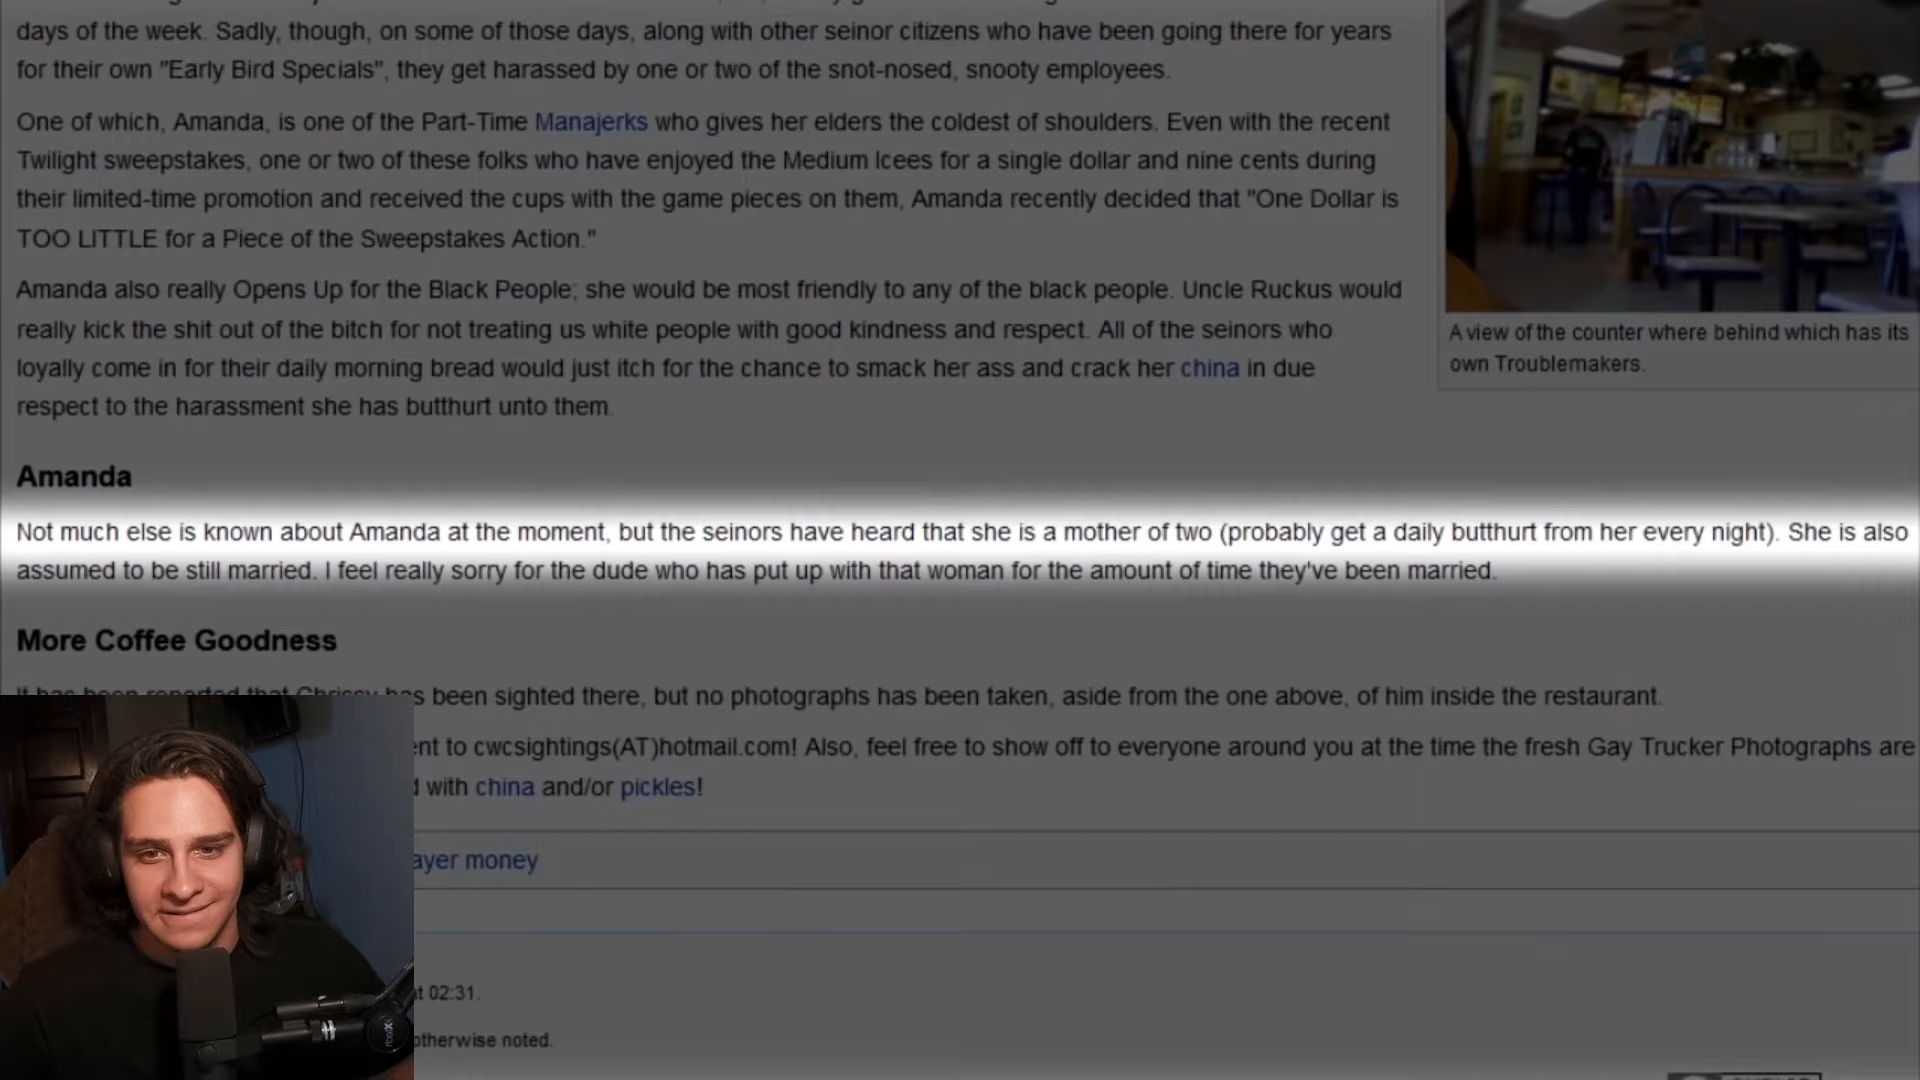 days of the week. Sadly, though, on some of those days, along with other seinor citizens who have been going there for years
for their own "Early Bird Specials", they get harassed by one or two of the snot-nosed, snooty employees.
One of which, Amanda, is one of the Part-Time Manajerks who gives her elders the coldest of shoulders. Even with the recent
Twilight sweepstakes, one or two of these folks who have enjoyed the Medium Icees for a single dollar and nine cents during
their limited-time promotion and received the cups with the game pieces on them, Amanda recently decided that "One Dollar is
TOO LITTLE for a Piece of the Sweepstakes Action."
Amanda also really Opens Up for the Black People; she would be most friendly to any of the black people. Uncle Ruckus would
really kick the shit out of the bitch for not treating us white people with good kindness and respect. All of the seinors who
loyally come in for their daily morning bread would just itch for the chance to smack her ass and crack her china in due
respect to the harassment she has butthurt unto them.
A view of the counter where behind which has its
own Troublemakers.
Amanda
Not much else is known about Amanda at the moment, but the seinors have heard that she is a mother of two (probably get a daily butthurt from her every night). She is also
assumed to be still married. I feel really sorry for the dude who has put up with that woman for the amount of time they've been married.
More Coffee Goodness
It has been reported that Chrissy has been sighted there, but no photographs has been taken, aside from the one above, of him inside the restaurant.
to cwcsightings(AT)hotmail.com! Also, feel free to show off to everyone around you at the time the fresh Gay Trucker Photographs are
with china and/or pickles!
money
at 02:31.
otherwise noted.